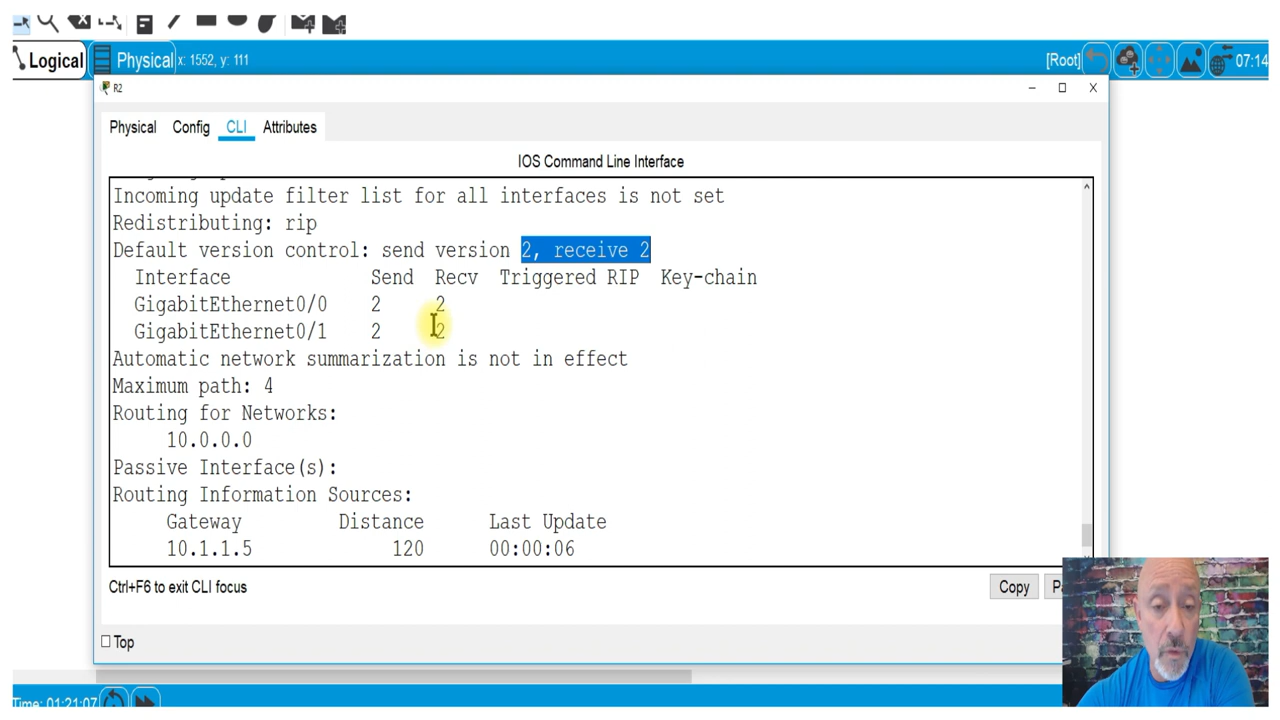 Logical Physical x: 1552, y: 111 [Root] 07:14
R2
Physical Config CLI Attributes
IOS Command Line Interface
Incoming update filter list for all interfaces is not set
Redistributing: rip
Default version control: send version 2, receive 2
Interface Send Recv Triggered RIP Key-chain
GigabitEthernet0/0 2 2
GigabitEthernet0/1 2 2
Automatic network summarization is not in effect
Maximum path: 4
Routing for Networks:
10.0.0.0
Passive Interface(s):
Routing Information Sources:
Gateway Distance Last Update
10.1.1.5 120 00:00:06
Ctrl+F6 to exit CLI focus
Copy
Top
Time: 01:21:07